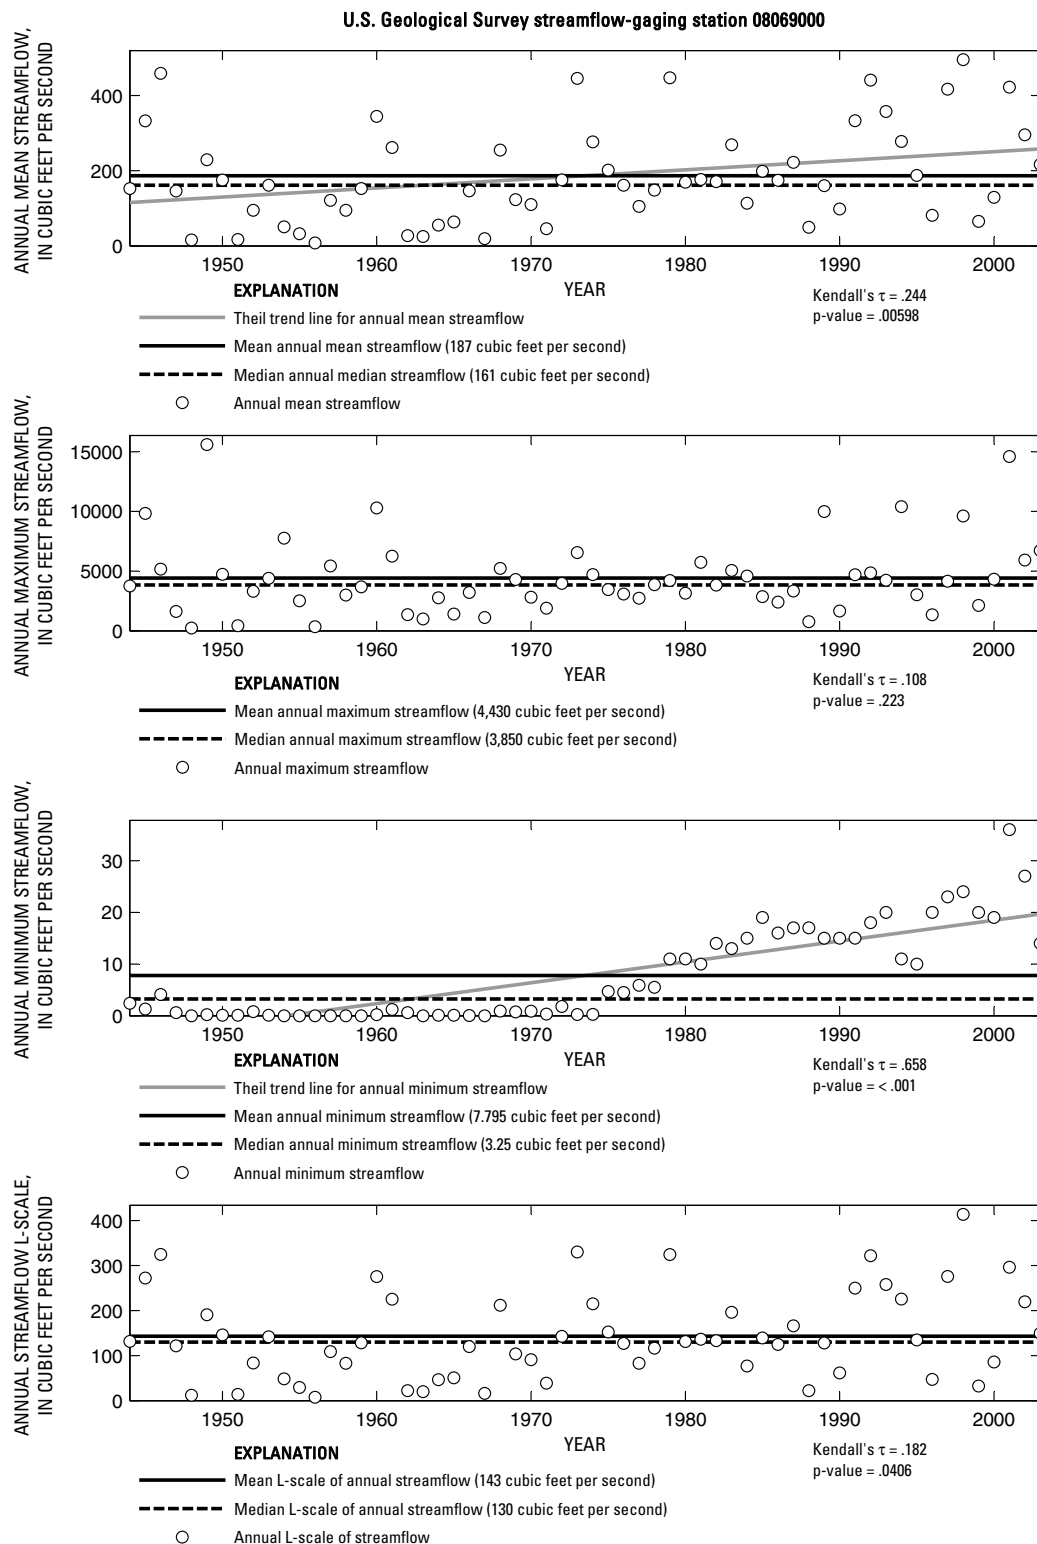 U.S. Geological Survey streamflow-gaging station 08069000
ANNUAL MEAN STREAMFLOW,
IN CUBIC FEET PER SECOND
400
200
0
1950 1960 1970 1980 1990 2000
YEAR
EXPLANATION
Theil trend line for annual mean streamflow
Mean annual mean streamflow (187 cubic feet per second)
Median annual median streamflow (161 cubic feet per second)
Annual mean streamflow
Kendall's τ = .244
p-value = .00598
ANNUAL MAXIMUM STREAMFLOW,
IN CUBIC FEET PER SECOND
15000
10000
5000
0
1950 1960 1970 1980 1990 2000
YEAR
EXPLANATION
Mean annual maximum streamflow (4,430 cubic feet per second)
Median annual maximum streamflow (3,850 cubic feet per second)
Annual maximum streamflow
Kendall's τ = .108
p-value = .223
ANNUAL MINIMUM STREAMFLOW,
IN CUBIC FEET PER SECOND
30
20
10
0
1950 1960 1970 1980 1990 2000
YEAR
EXPLANATION
Theil trend line for annual minimum streamflow
Mean annual minimum streamflow (7.795 cubic feet per second)
Median annual minimum streamflow (3.25 cubic feet per second)
Annual minimum streamflow
Kendall's τ = .658
p-value = < .001
ANNUAL STREAMFLOW L-SCALE,
IN CUBIC FEET PER SECOND
400
300
200
100
0
1950 1960 1970 1980 1990 2000
YEAR
EXPLANATION
Mean L-scale of annual streamflow (143 cubic feet per second)
Median L-scale of annual streamflow (130 cubic feet per second)
Annual L-scale of streamflow
Kendall's τ = .182
p-value = .0406